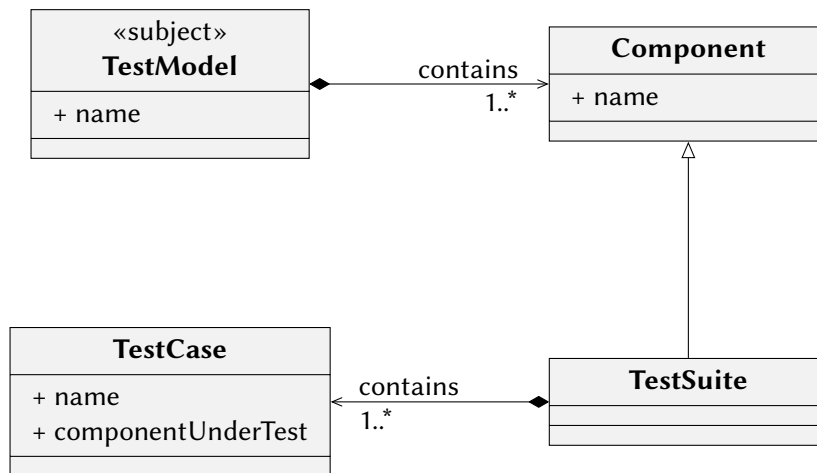 «subject»
TestModel
+ name
contains
1..*
Component
+ name
TestCase
+ name
+ componentUnderTest
contains
1..*
TestSuite